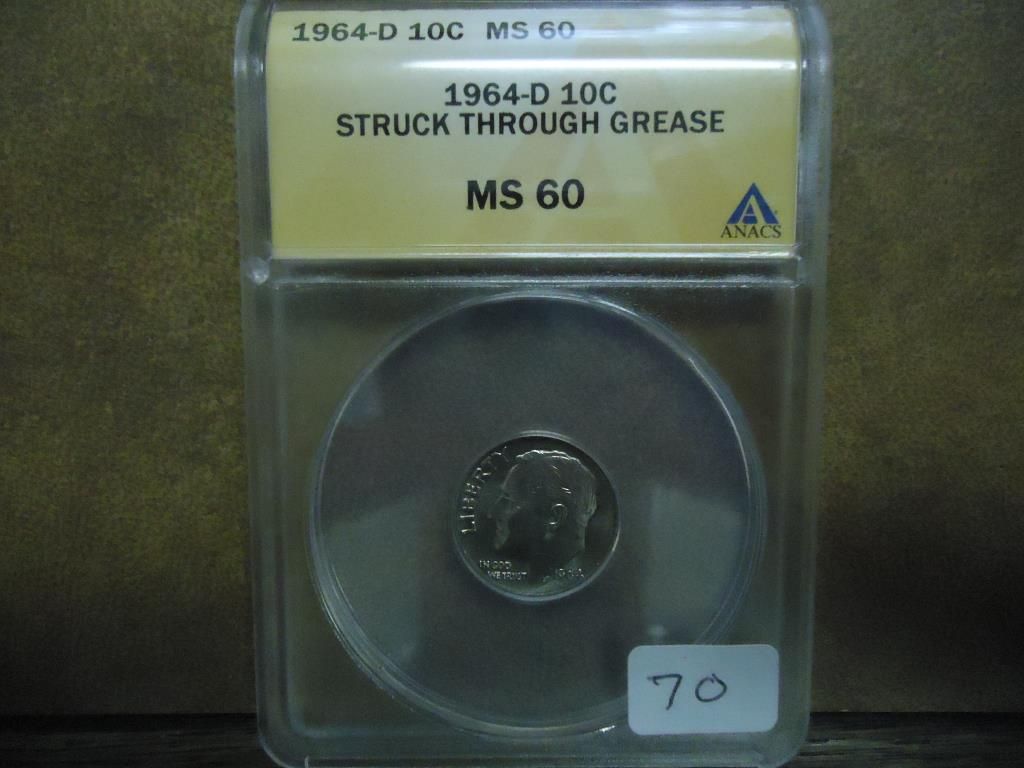 1964-D 10C MS 60
1964-D 10C
STRUCK THROUGH GREASE
MS 60
ANACS
LIBERTY
IN GOD
WE TRUST
70